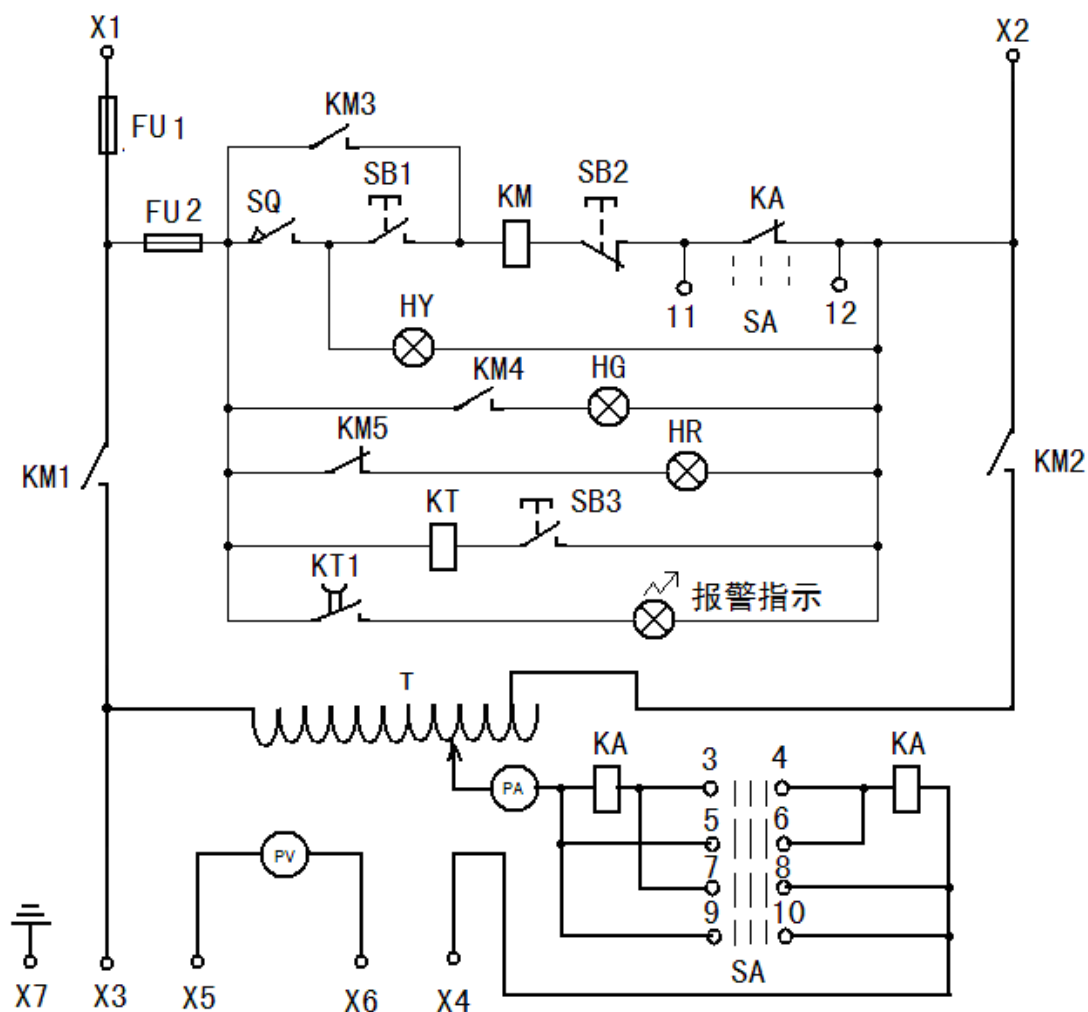 X1
X2
FU1
KM3
SQ
SB1
KM
SB2
KA
FU2
11
SA
12
HY
KM4
HG
KM5
HR
KM1
KM2
KT
SB3
KT1
报警指示
T
PA
KA
3
4
KA
5
6
7
8
9
10
SA
PV
X7
X3
X5
X6
X4